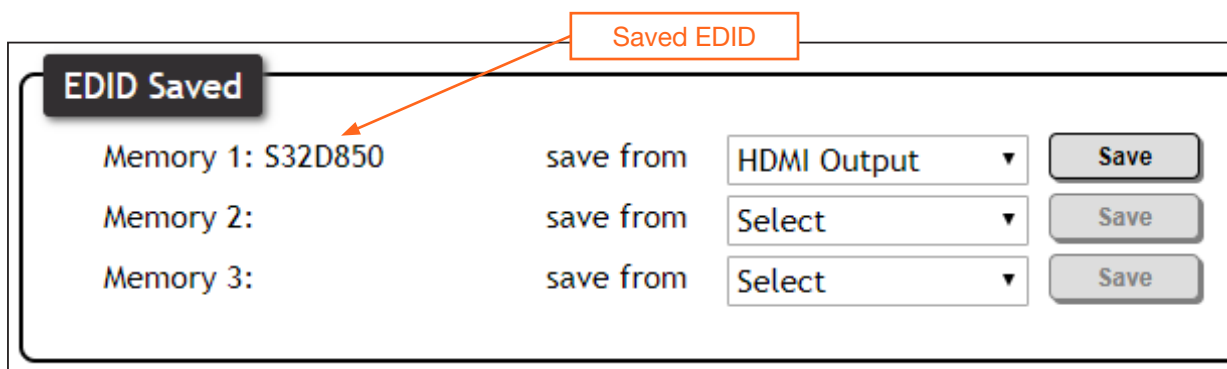 Saved EDID
EDID Saved
Memory 1: S32D850 save from HDMI Output Save
Memory 2: save from Select Save
Memory 3: save from Select Save